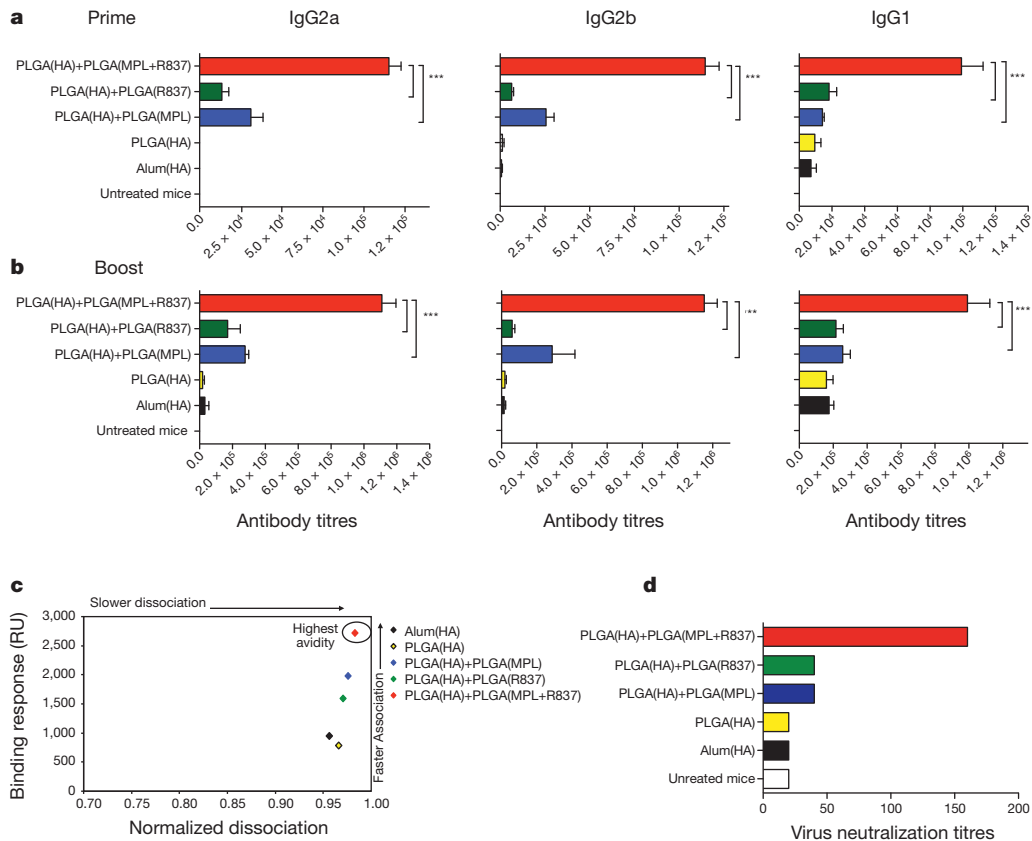 a
Prime
IgG2a
IgG2b
IgG1
PLGA(HA)+PLGA(MPL+R837)
PLGA(HA)+PLGA(R837)
PLGA(HA)+PLGA(MPL)
PLGA(HA)
Alum(HA)
Untreated mice
***
***
***
0.0
2.5 × 10⁴
5.0 × 10⁴
1.0 × 10⁵
1.2 × 10⁵
0.0
2.5 × 10⁴
5.0 × 10⁴
1.0 × 10⁵
1.2 × 10⁵
0.0
2.0 × 10⁴
4.0 × 10⁴
6.0 × 10⁴
8.0 × 10⁴
1.0 × 10⁵
1.2 × 10⁵
1.4 × 10⁵
b
Boost
PLGA(HA)+PLGA(MPL+R837)
PLGA(HA)+PLGA(R837)
PLGA(HA)+PLGA(MPL)
PLGA(HA)
Alum(HA)
Untreated mice
***
**
***
0.0
2.0 × 10⁵
4.0 × 10⁵
6.0 × 10⁵
8.0 × 10⁵
1.0 × 10⁶
1.2 × 10⁶
1.4 × 10⁶
0.0
2.0 × 10⁵
4.0 × 10⁵
6.0 × 10⁵
8.0 × 10⁵
1.0 × 10⁶
1.2 × 10⁶
0.0
2.0 × 10⁵
4.0 × 10⁵
6.0 × 10⁵
8.0 × 10⁵
1.0 × 10⁶
1.2 × 10⁶
Antibody titres
Antibody titres
Antibody titres
c
Slower dissociation
Binding response (RU)
3,000
2,500
2,000
1,500
1,000
500
0
Highest
avidity
Faster Association
0.70
0.75
0.80
0.85
0.90
0.95
1.00
Normalized dissociation
Alum(HA)
PLGA(HA)
PLGA(HA)+PLGA(MPL)
PLGA(HA)+PLGA(R837)
PLGA(HA)+PLGA(MPL+R837)
d
PLGA(HA)+PLGA(MPL+R837)
PLGA(HA)+PLGA(R837)
PLGA(HA)+PLGA(MPL)
PLGA(HA)
Alum(HA)
Unreated mice
0
50
100
150
200
Virus neutralization titres